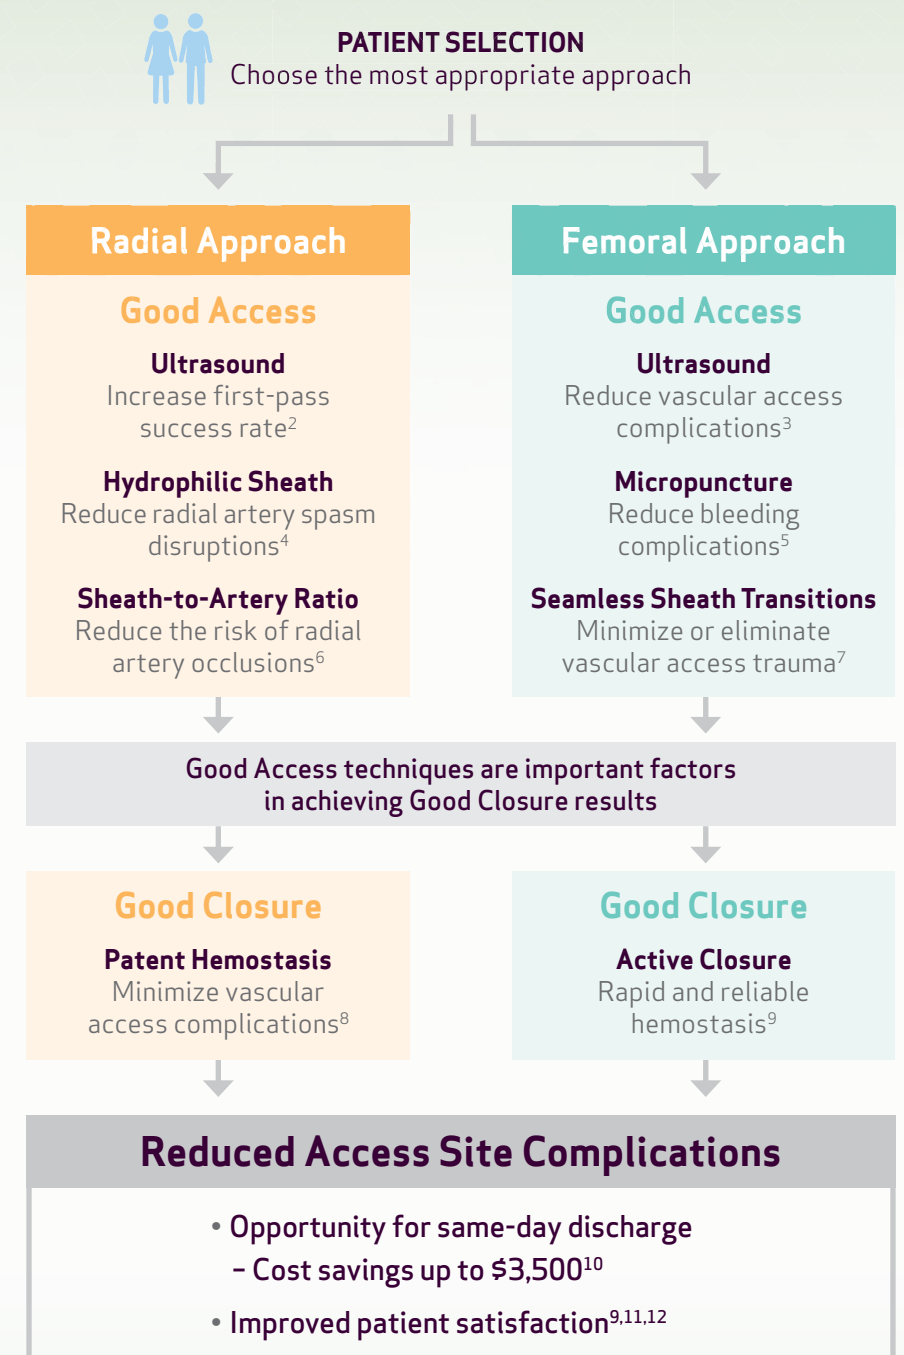 PATIENT SELECTION
Choose the most appropriate approach
Radial Approach
Good Access
Ultrasound
Increase first-pass
success rate²
Hydrophilic Sheath
Reduce radial artery spasm
disruptions⁴
Sheath-to-Artery Ratio
Reduce the risk of radial
artery occlusions⁶
Femoral Approach
Good Access
Ultrasound
Reduce vascular access
complications³
Micropuncture
Reduce bleeding
complications⁵
Seamless Sheath Transitions
Minimize or eliminate
vascular access trauma⁷
Good Access techniques are important factors
in achieving Good Closure results
Good Closure
Patent Hemostasis
Minimize vascular
access complications⁸
Good Closure
Active Closure
Rapid and reliable
hemostasis⁹
Reduced Access Site Complications
• Opportunity for same-day discharge
– Cost savings up to $3,500¹⁰
• Improved patient satisfaction⁹,¹¹,¹²